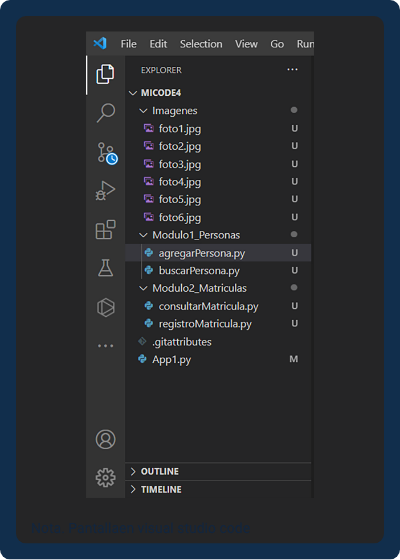 File Edit Selection View Go Run
EXPLORER ...
MICODE4
Imagenes
foto1.jpg U
foto2.jpg U
foto3.jpg U
foto4.jpg U
foto5.jpg U
foto6.jpg U
Modulo1_Personas
agregarPersona.py U
buscarPersona.py U
Modulo2_Matriculas
consultarMatricula.py U
registroMatricula.py U
.gitattributes
App1.py M
OUTLINE
TIMELINE